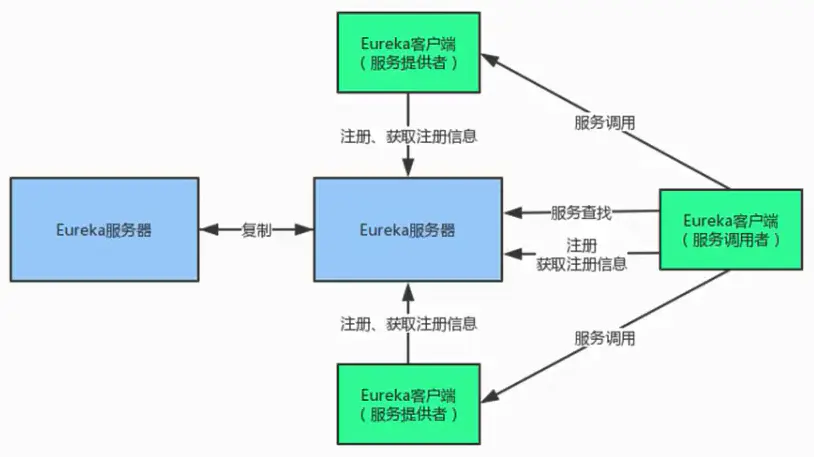 Eureka客户端
（服务提供者）
服务调用
注册、获取注册信息
Eureka服务器
复制
Eureka服务器
服务查找
注册
获取注册信息
Eureka客户端
（服务调用者）
注册、获取注册信息
服务调用
Eureka客户端
（服务提供者）